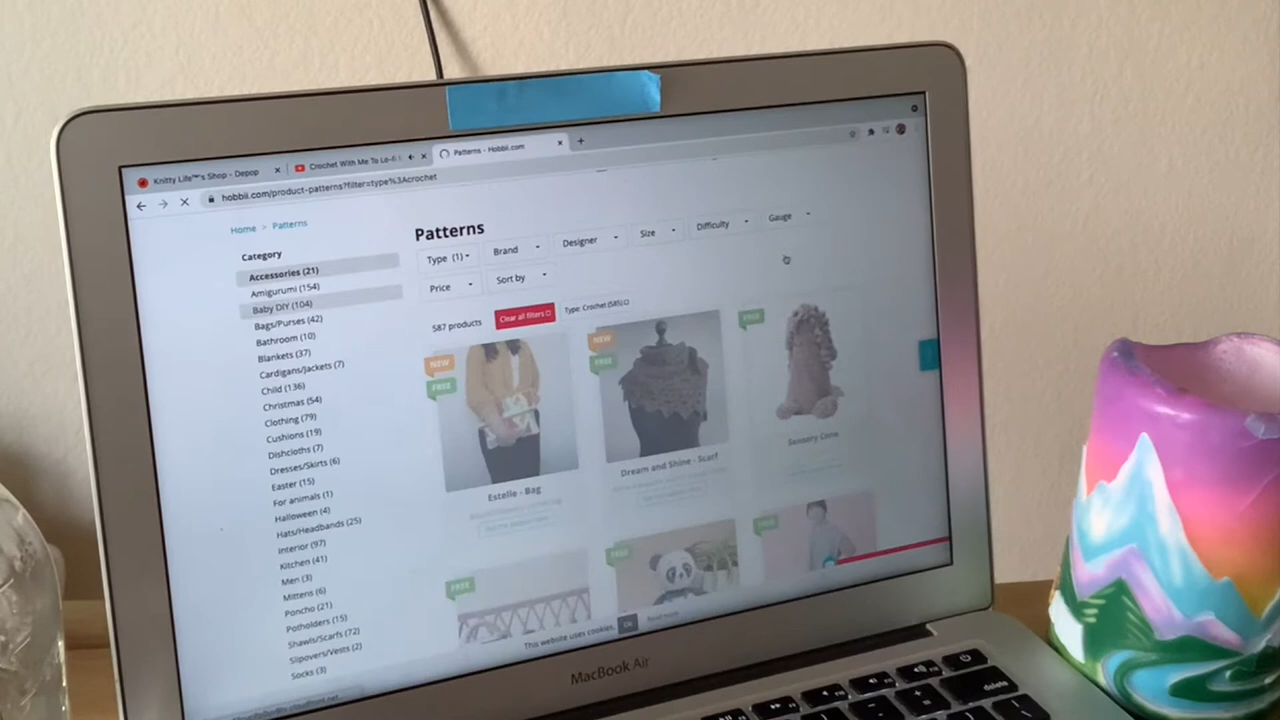 Knitty Life™'s Shop - Depop
Crochet With Me To Lo-fi
Patterns - Hobbii.com
hobbii.com/product-patterns?filter=type%3Acrochet
Home > Patterns
Category
Accessories (21)
Amigurumi (154)
Baby DIY (104)
Bags/Purses (42)
Bathroom (10)
Blankets (37)
Cardigans/Jackets (7)
Child (136)
Christmas (54)
Clothing (79)
Cushions (19)
Dishcloths (7)
Dresses/Skirts (6)
Easter (15)
For animals (1)
Halloween (4)
Hats/Headbands (25)
Interior (97)
Kitchen (41)
Men (3)
Mittens (6)
Poncho (21)
Potholders (15)
Shawls/Scarfs (72)
Slipovers/Vests (2)
Socks (3)
Patterns
Type (1) Brand Designer Size Difficulty Gauge
Price Sort by
587 products Clear all filters Type: Crochet (585)
NEW
FREE
Estelle - Bag
NEW
FREE
Dream and Shine - Scarf
FREE
Sensory Cone
FREE
FREE
FREE
This website uses cookies. Ok Read more
MacBook Air
delete